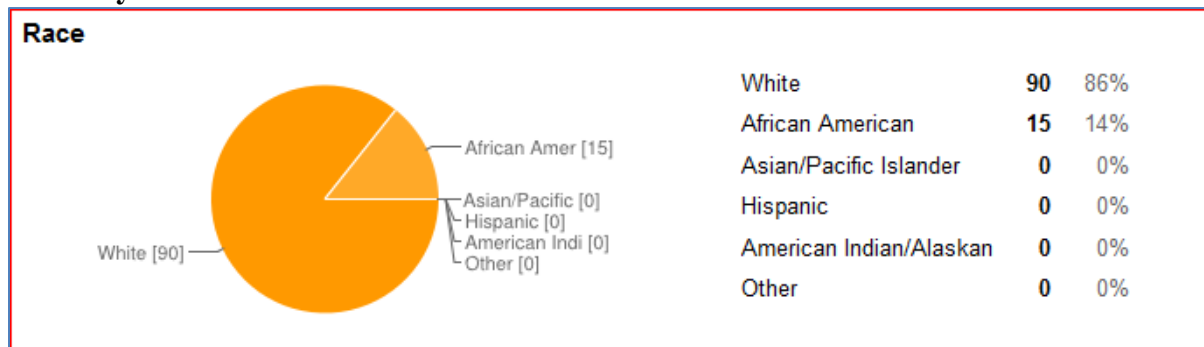 Race
African Amer [15]
Asian/Pacific [0]
Hispanic [0]
American Indi [0]
Other [0]
White [90]
White 90 86%
African American 15 14%
Asian/Pacific Islander 0 0%
Hispanic 0 0%
American Indian/Alaskan 0 0%
Other 0 0%